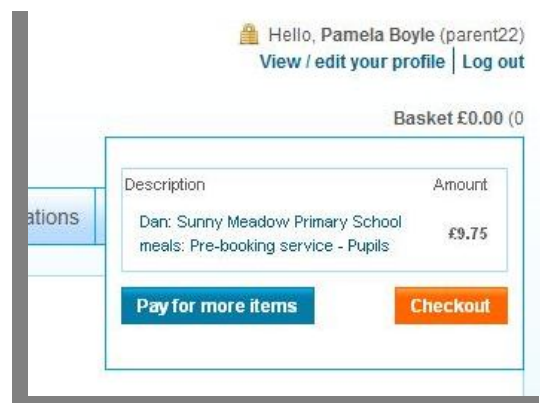 Hello, Pamela Boyle (parent22)
View / edit your profile | Log out
Basket £0.00 (0
ations
Description Amount
Dan: Sunny Meadow Primary School
meals: Pre-booking service - Pupils
£9.75
Pay for more items Checkout